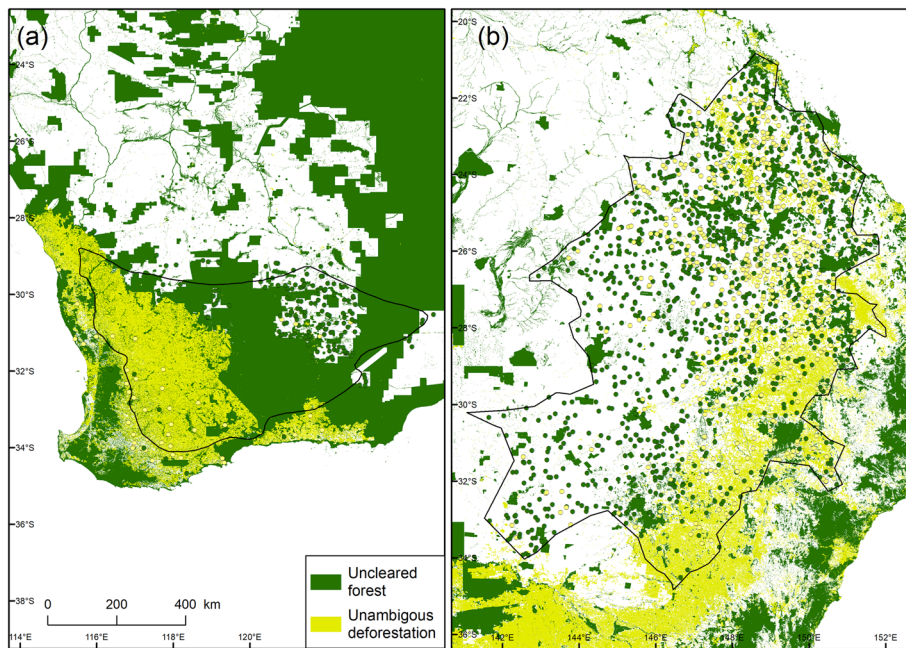 (a)
24°S
26°S
28°S
30°S
32°S
34°S
36°S
38°S
114°E
116°E
118°E
120°E
0 200 400 km
Uncleared
forest
Unambigous
deforestation
(b)
20°S
22°S
24°S
26°S
28°S
30°S
32°S
34°S
36°S
142°E
144°E
146°E
148°E
150°E
152°E